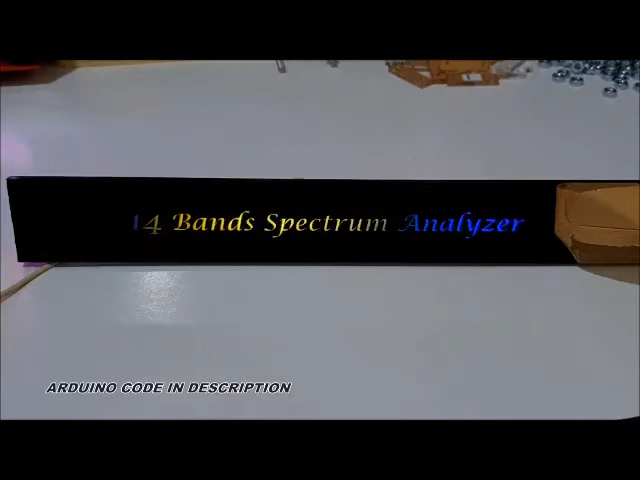 14 Bands Spectrum Analyzer
ARDUINO CODE IN DESCRIPTION